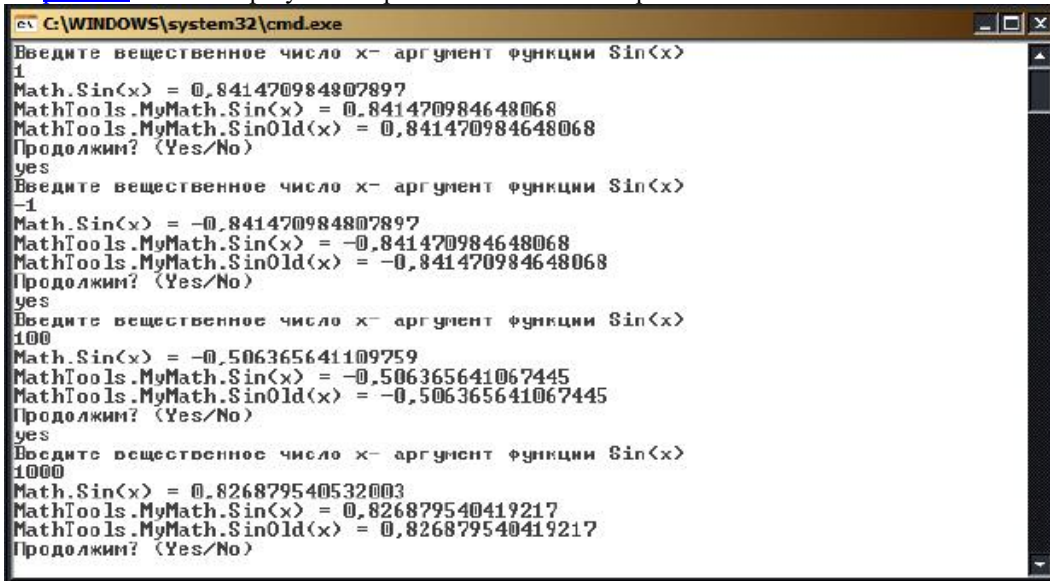 C:\WINDOWS\system32\cmd.exe
Введите вещественное число x- аргумент функции Sin(x)
1
Math.Sin(x) = 0,841470984807897
MathTools.MyMath.Sin(x) = 0,841470984648068
MathTools.MyMath.SinOld(x) = 0,841470984648068
Продолжим? (Yes/No)
yes
Введите вещественное число x- аргумент функции Sin(x)
-1
Math.Sin(x) = -0,841470984807897
MathTools.MyMath.Sin(x) = -0,841470984648068
MathTools.MyMath.SinOld(x) = -0,841470984648068
Продолжим? (Yes/No)
yes
Введите вещественное число x- аргумент функции Sin(x)
100
Math.Sin(x) = -0,506365641109759
MathTools.MyMath.Sin(x) = -0,506365641067445
MathTools.MyMath.SinOld(x) = -0,506365641067445
Продолжим? (Yes/No)
yes
Введите вещественное число x- аргумент функции Sin(x)
1000
Math.Sin(x) = 0,826879540532003
MathTools.MyMath.Sin(x) = 0,826879540419217
MathTools.MyMath.SinOld(x) = 0,826879540419217
Продолжим? (Yes/No)